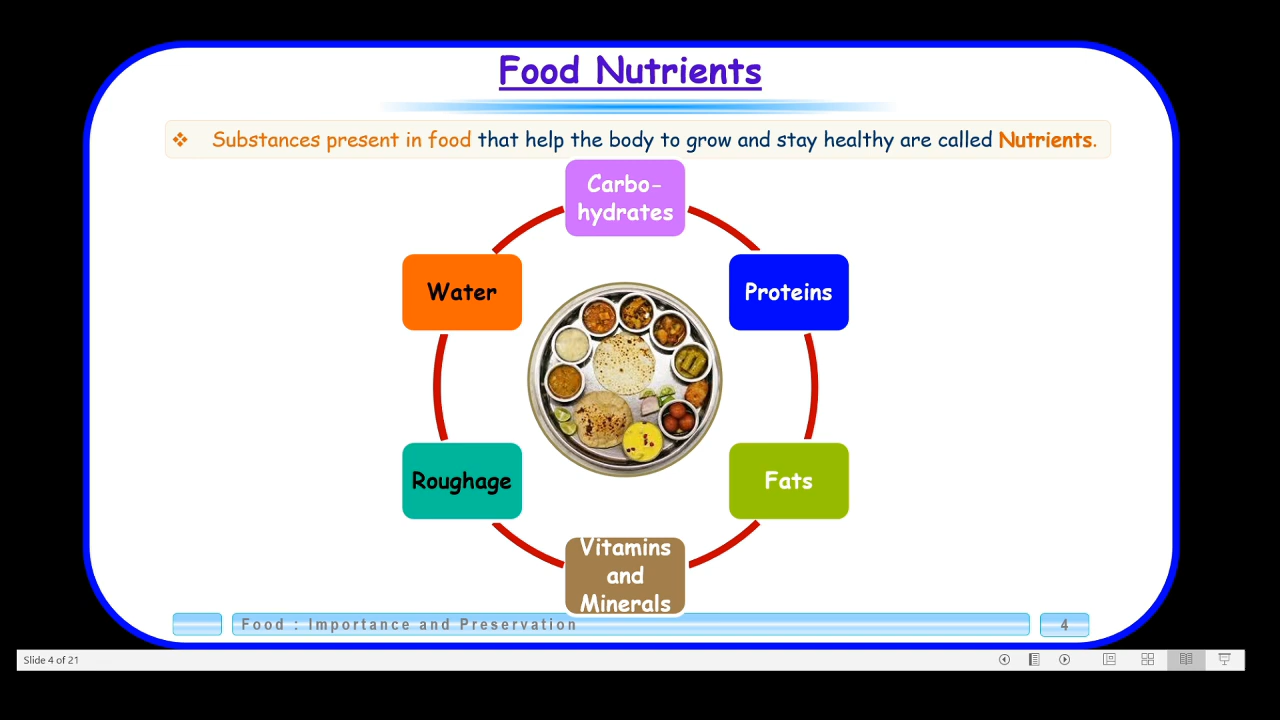 Food Nutrients
❖ Substances present in food that help the body to grow and stay healthy are called Nutrients.
Carbo-
hydrates
Water
Proteins
Roughage
Fats
Vitamins
and
Minerals
Food : Importance and Preservation
4
Slide 4 of 21